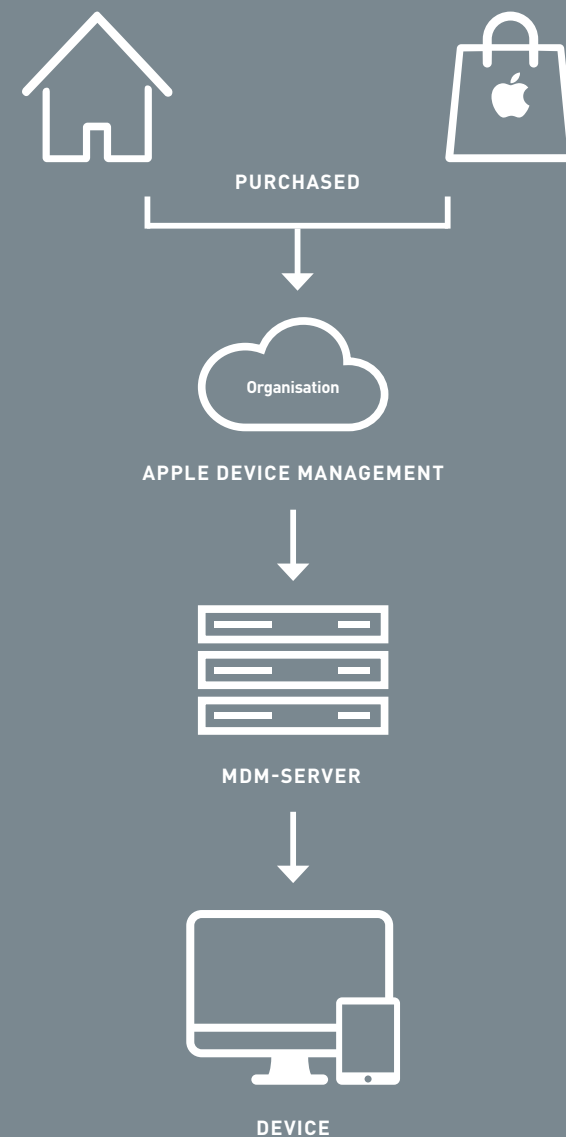 PURCHASED
Organisation
APPLE DEVICE MANAGEMENT
MDM-SERVER
DEVICE